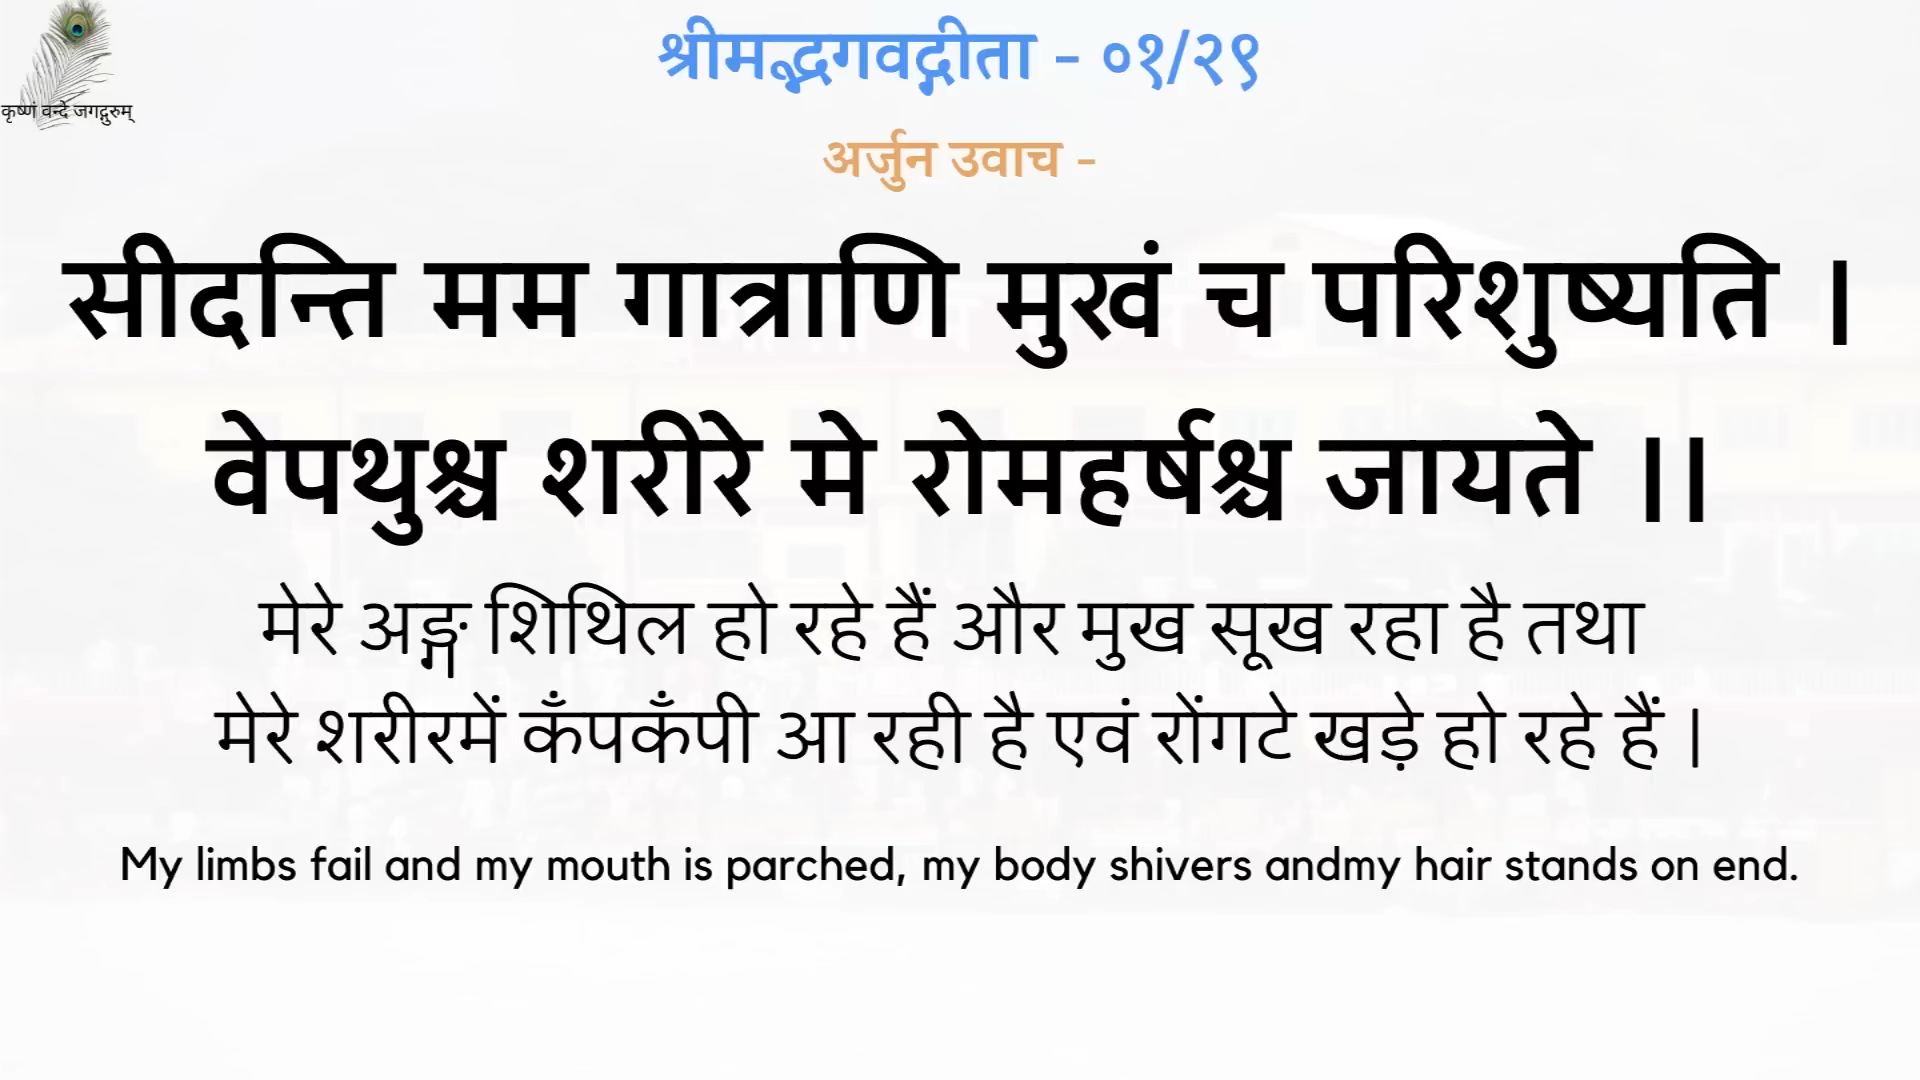 कृष्णं वन्दे जगद्गुरुम्
श्रीमद्भगवद्गीता - ०१/२९
अर्जुन उवाच -
सीदन्ति मम गात्राणि मुखं च परिशुष्यति ।
वेपथुश्च शरीरे मे रोमहर्षश्च जायते ।।
मेरे अङ्ग शिथिल हो रहे हैं और मुख सूख रहा है तथा
मेरे शरीरमें कँपकँपी आ रही है एवं रोंगटे खड़े हो रहे हैं ।
My limbs fail and my mouth is parched, my body shivers andmy hair stands on end.